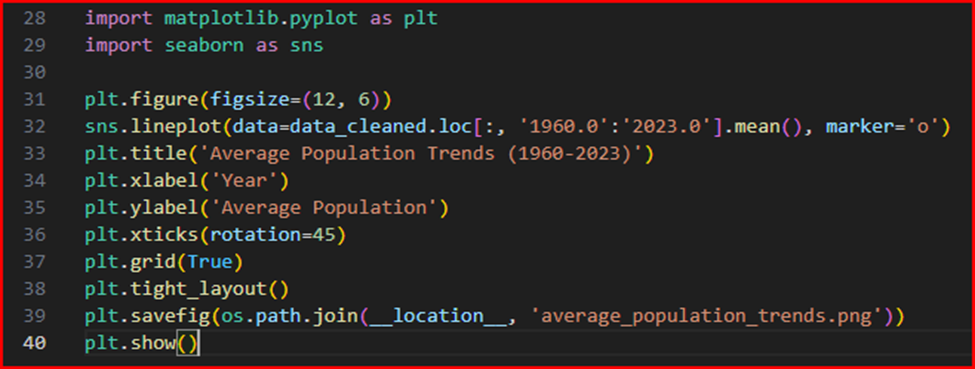 28 import matplotlib.pyplot as plt
29 import seaborn as sns
30
31 plt.figure(figsize=(12, 6))
32 sns.lineplot(data=data_cleaned.loc[:, '1960.0':'2023.0'].mean(), marker='o')
33 plt.title('Average Population Trends (1960-2023)')
34 plt.xlabel('Year')
35 plt.ylabel('Average Population')
36 plt.xticks(rotation=45)
37 plt.grid(True)
38 plt.tight_layout()
39 plt.savefig(os.path.join(__location__, 'average_population_trends.png'))
40 plt.show()